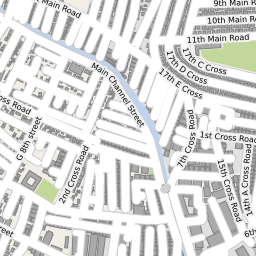 9th Main Road
Main Road
10th Main Road
11th Main Road
17th C Cross
17th D Cross
17th E Cross
Main Channel Street
Cross Road
G 8th street
2nd Cross Road
7th Cross Road
1st Cross Road
15th Cross Road
14th A Cross Road
6th